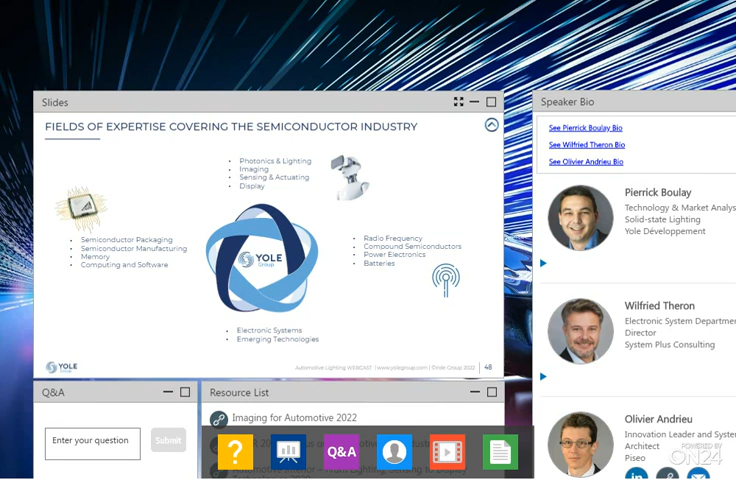 Slides
FIELDS OF EXPERTISE COVERING THE SEMICONDUCTOR INDUSTRY
• Photonics & Lighting
• Imaging
• Sensing & Actuating
• Display
• Semiconductor Packaging
• Semiconductor Manufacturing
• Memory
• Computing and Software
YOLE
Group
• Radio Frequency
• Compound Semiconductors
• Power Electronics
• Batteries
• Electronic Systems
• Emerging Technologies
YOLE
Group
Automotive Lighting WEBCAST | www.yolegroup.com | ©Yole Group 2022
48
Speaker Bio
See Pierrick Boulay Bio
See Wilfried Theron Bio
See Olivier Andrieu Bio
Pierrick Boulay
Technology & Market Analys
Solid-state Lighting
Yole Développement
Wilfried Theron
Electronic System Departme
Director
System Plus Consulting
Olivier Andrieu
Innovation Leader and Syste
Architect
Piseo
POWERED BY
ON24
in
Q&A
Enter your question
Submit
Resource List
Imaging for Automotive 2022
?
Q&A